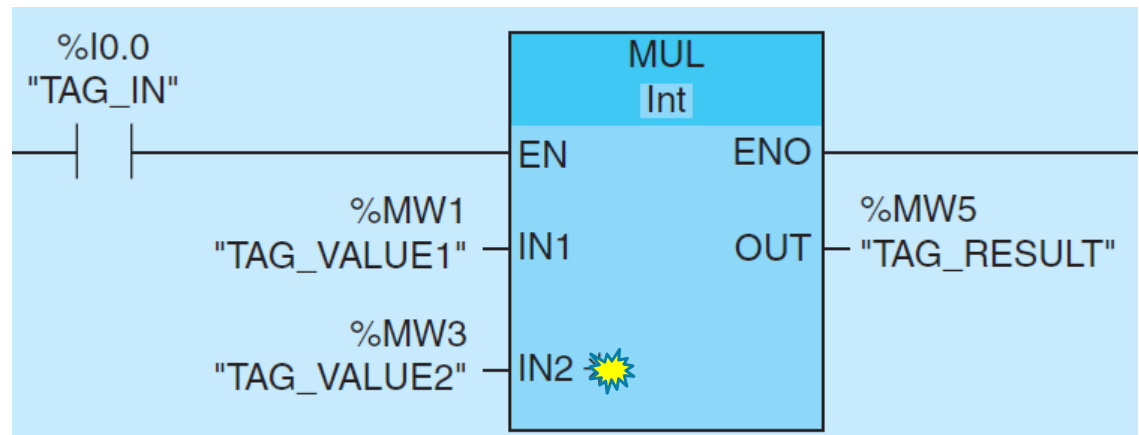 %I0.0
"TAG_IN"
MUL
Int
EN
ENO
%MW1
"TAG_VALUE1"
IN1
OUT
%MW5
"TAG_RESULT"
%MW3
"TAG_VALUE2"
IN2